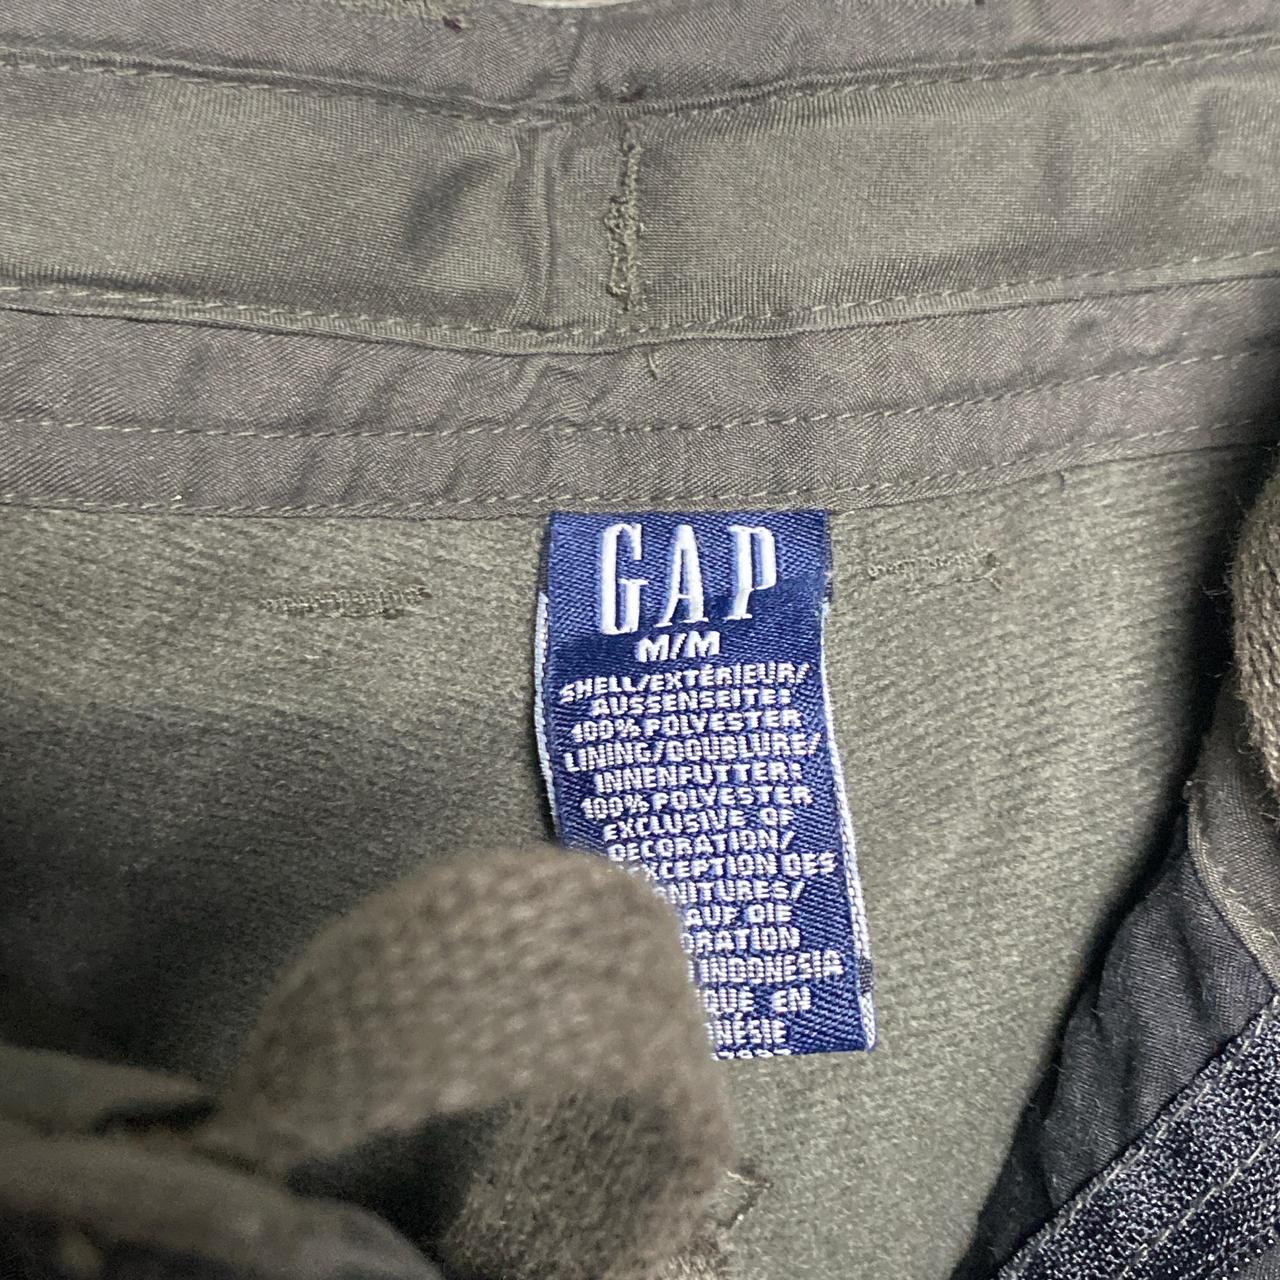 GAP
M/M
SHELL/EXTÉRIEUR/
AUSSENSEITE:
100% POLYESTER
LINING/DOUBLURE/
INNENFUTTER:
100% POLYESTER
EXCLUSIVE OF
DECORATION/
EXCEPTION DES
NITURES/
AUF DIE
ORATION
INDONESIA
QUÉ EN
NÉSIE